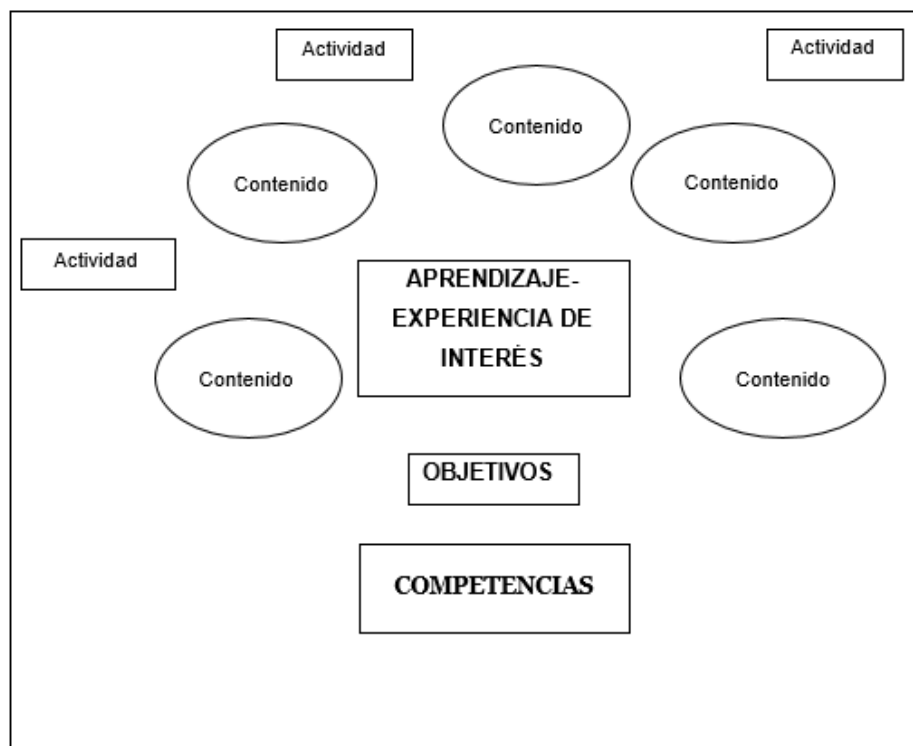 Actividad
Actividad
Contenido
Contenido
Contenido
Actividad
APRENDIZAJE-
EXPERIENCIA DE
INTERÉS
Contenido
Contenido
OBJETIVOS
COMPETENCIAS